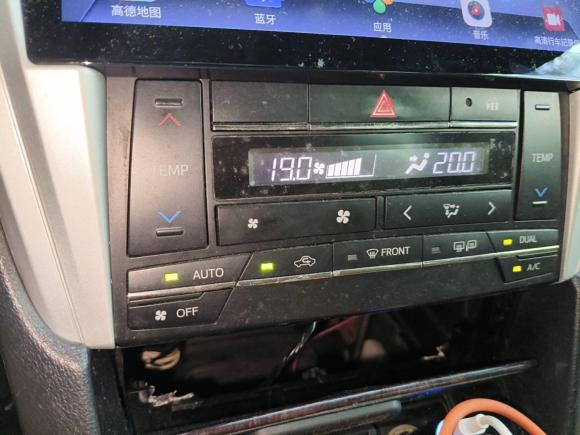 高德地图
蓝牙
应用
音乐
高清行车记录仪
TEMP
19.0
20.0
TEMP
AUTO
FRONT
DUAL
OFF
A/C